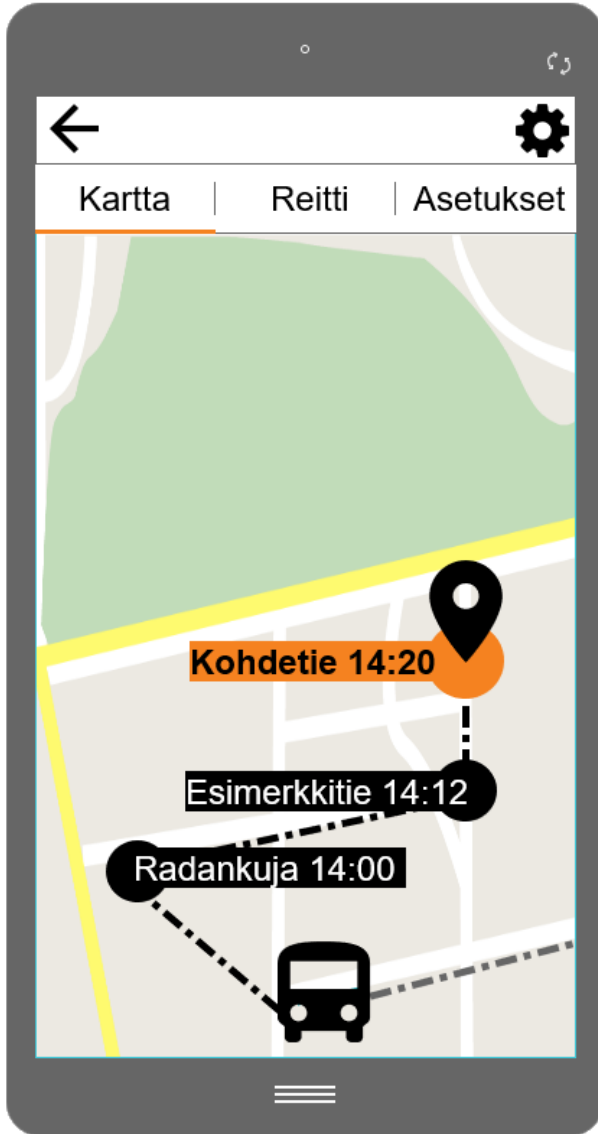 Kartta
Reitti
Asetukset
Kohdetie 14:20
Esimerkkitie 14:12
Radankuja 14:00